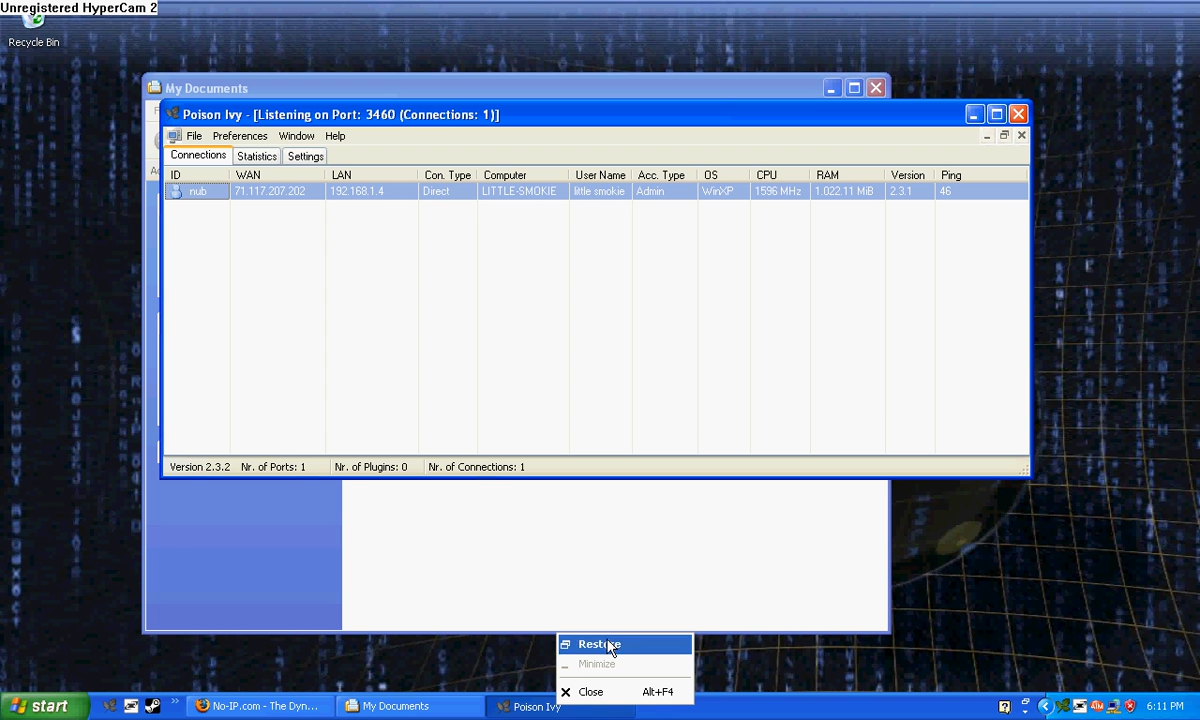 Unregistered HyperCam 2
Recycle Bin
My Documents
Poison Ivy - [Listening on Port: 3460 (Connections: 1)]
File Preferences Window Help
Connections Statistics Settings
ID WAN LAN Con. Type Computer User Name Acc. Type OS CPU RAM Version Ping
nub 71.117.207.202 192.168.1.4 Direct LITTLE-SMOKIE little smokie Admin WinXP 1596 MHz 1.022.11 MiB 2.3.1 46
Version 2.3.2 Nr. of Ports: 1 Nr. of Plugins: 0 Nr. of Connections: 1
Restore
Minimize
Close Alt+F4
start No-IP.com - The Dyn... My Documents Poison Ivy 6:11 PM